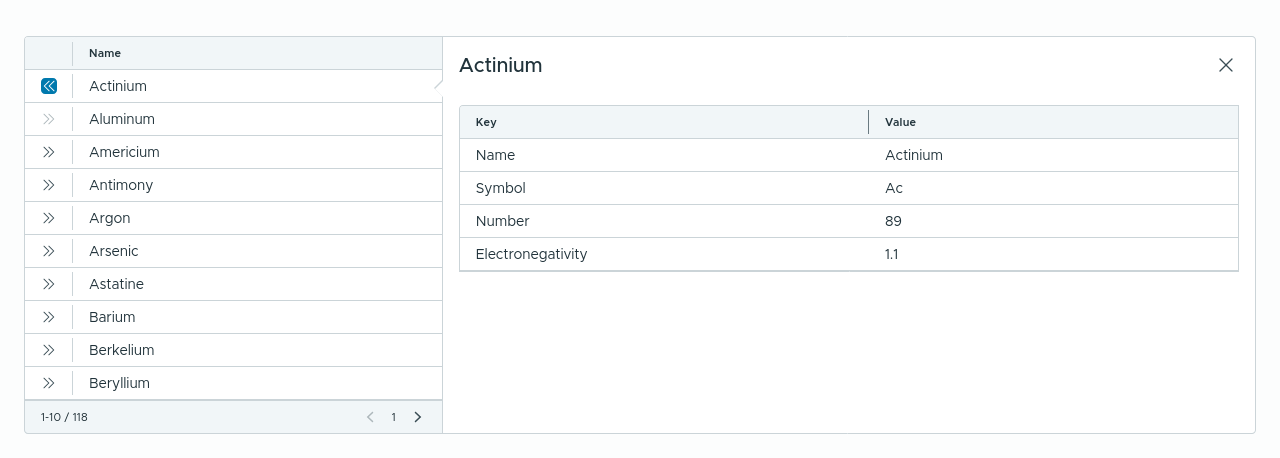 Name
Actinium
Aluminum
Americium
Antimony
Argon
Arsenic
Astatine
Barium
Berkelium
Beryllium
1-10 / 118
1
Actinium
Key Value
Name Actinium
Symbol Ac
Number 89
Electronegativity 1.1